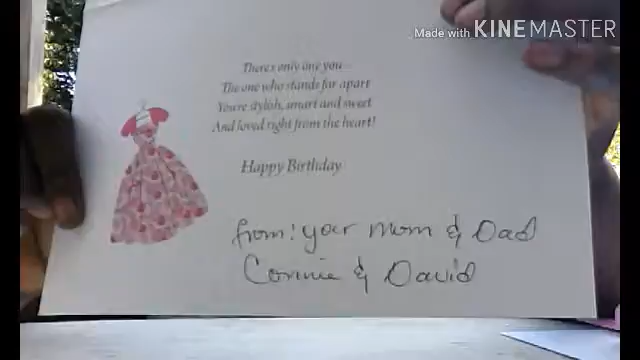 Made with KINEMASTER
There's only one you...
The one who stands far apart
You're stylish, smart and sweet
And loved right from the heart!
Happy Birthday
from: your mom & Dad
Connie & David